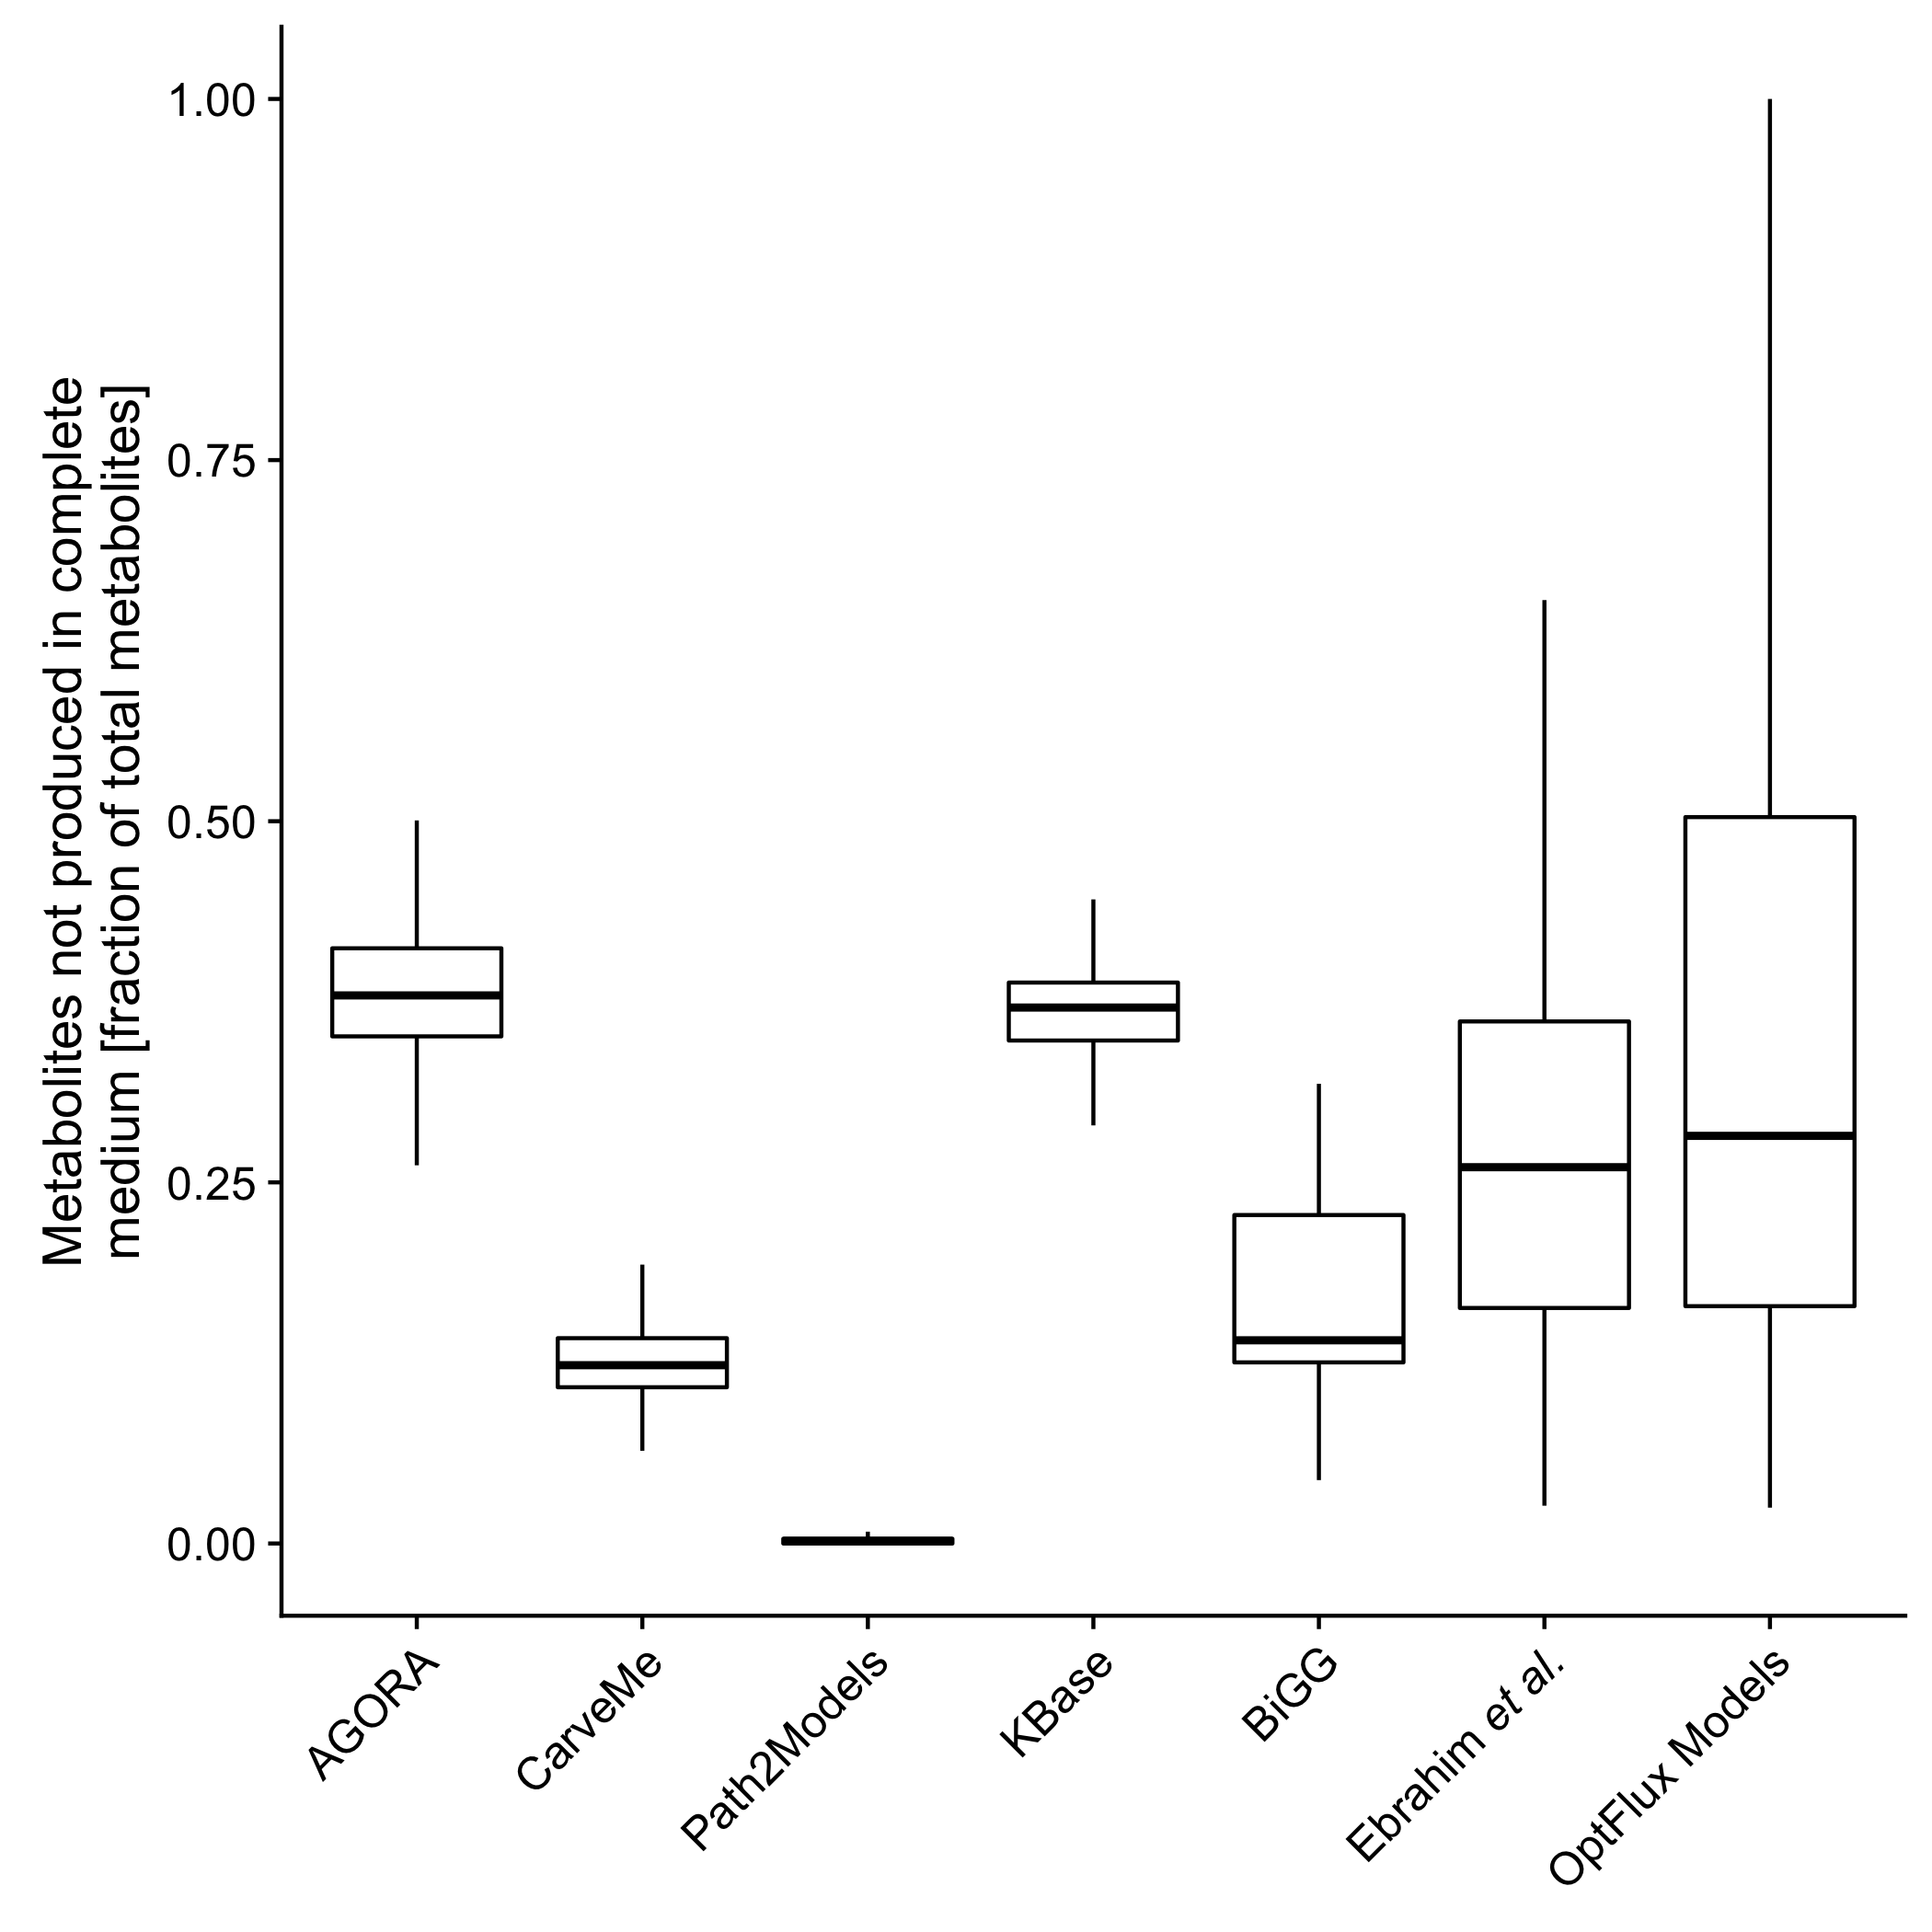 Metabolites not produced in complete
medium [fraction of total metabolites]
1.00
0.75
0.50
0.25
0.00
AGORA
CarveMe
Path2Models
KBase
BiGG
Ebrahim et al.
OptFlux Models